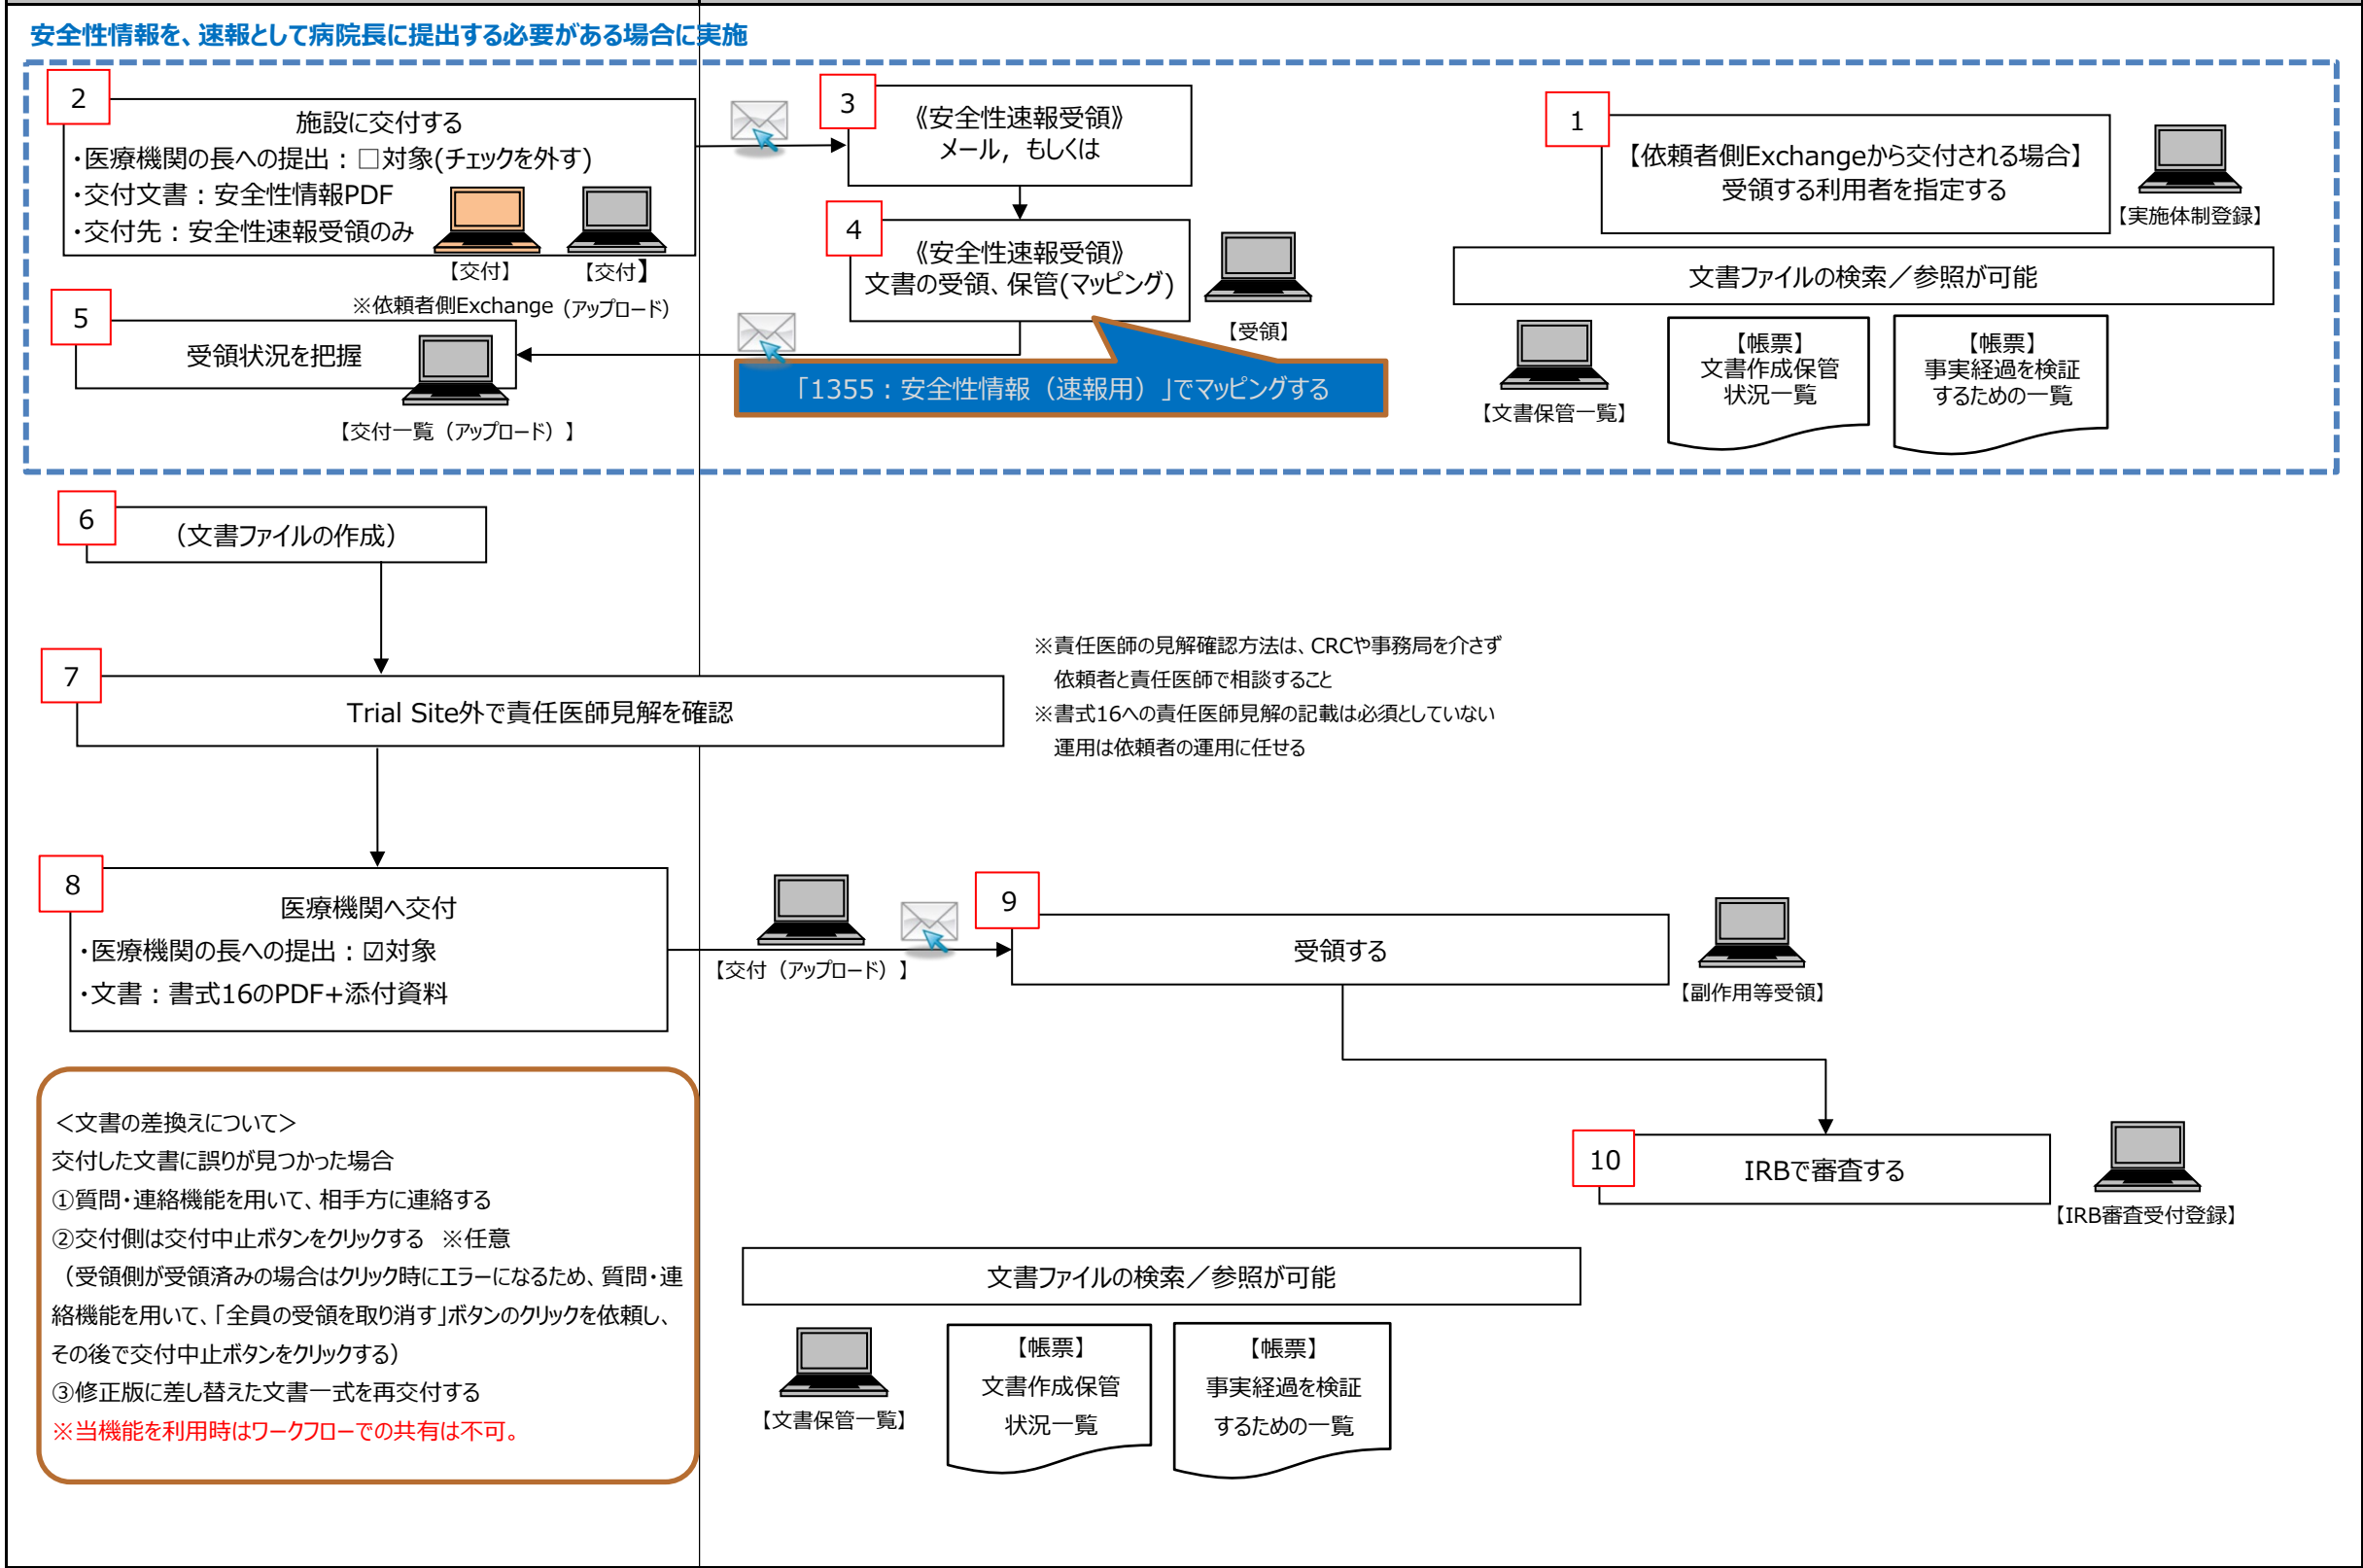 安全性情報を、速報として病院長に提出する必要がある場合に実施
2
施設に交付する
・医療機関の長への提出：□対象(チェックを外す)
・交付文書：安全性情報PDF
・交付先：安全性速報受領のみ
【交付】
【交付】
※依頼者側Exchange
（アップロード）
3
《安全性速報受領》
メール，もしくは
4
《安全性速報受領》
文書の受領、保管(マッピング)
【受領】
「1355：安全性情報（速報用）」でマッピングする
5
受領状況を把握
【交付一覧（アップロード）】
1
【依頼者側Exchangeから交付される場合】
受領する利用者を指定する
【実施体制登録】
文書ファイルの検索／参照が可能
【文書保管一覧】
【帳票】
文書作成保管
状況一覧
【帳票】
事実経過を検証
するための一覧
6
（文書ファイルの作成）
7
Trial Site外で責任医師見解を確認
※責任医師の見解確認方法は、CRCや事務局を介さず
依頼者と責任医師で相談すること
※書式16への責任医師見解の記載は必須としていない
運用は依頼者の運用に任せる
8
医療機関へ交付
・医療機関の長への提出：☑対象
・文書：書式16のPDF+添付資料
【交付（アップロード）】
9
受領する
【副作用等受領】
10
IRBで審査する
【IRB審査受付登録】
＜文書の差換えについて＞
交付した文書に誤りが見つかった場合
①質問・連絡機能を用いて、相手方に連絡する
②交付側は交付中止ボタンをクリックする　※任意
（受領側が受領済みの場合はクリック時にエラーになるため、質問・連
絡機能を用いて、「全員の受領を取り消す」ボタンのクリックを依頼し、
その後で交付中止ボタンをクリックする）
③修正版に差し替えた文書一式を再交付する
※当機能を利用時はワークフローでの共有は不可。
文書ファイルの検索／参照が可能
【文書保管一覧】
【帳票】
文書作成保管
状況一覧
【帳票】
事実経過を検証
するための一覧